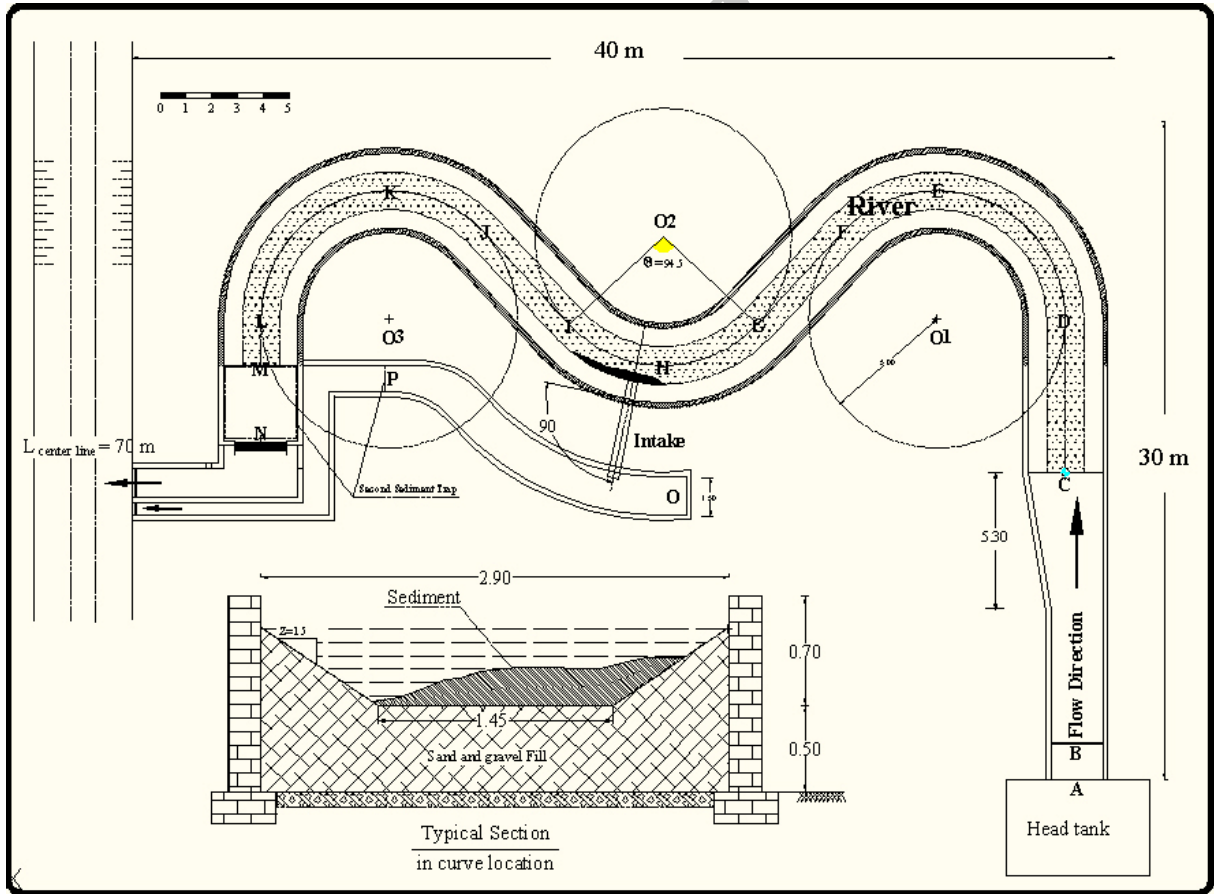 40 m
0 1 2 3 4 5
K
E
River
O2
J
F
Θ=94.5
L
I
G
D
O3
O1
H
5.00
M
P
90
N
Intake
L center line = 70 m
30 m
Second Sediment Trap
O
1.50
C
5.30
2.90
Sediment
Z=1.5
0.70
1.45
Flow Direction
Sand and gravel Fill
0.50
B
A
Typical Section
in curve location
Head tank